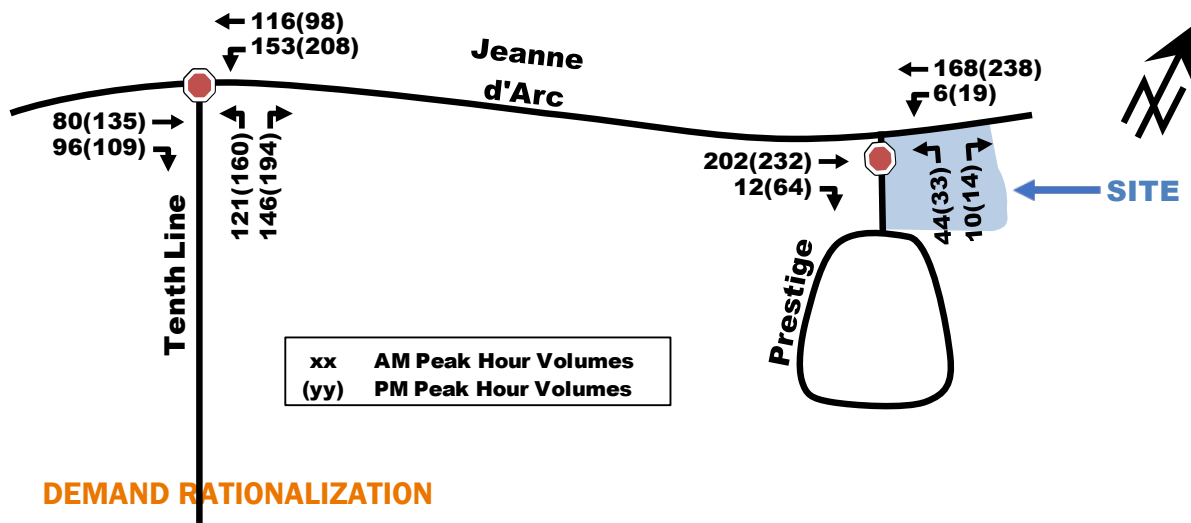 116(98)
153(208)
Jeanne
d'Arc
168(238)
6(19)
80(135)
96(109)
121(160)
146(194)
202(232)
12(64)
44(33)
10(14)
SITE
Tenth Line
Prestige
xx AM Peak Hour Volumes
(yy) PM Peak Hour Volumes
DEMAND RATIONALIZATION